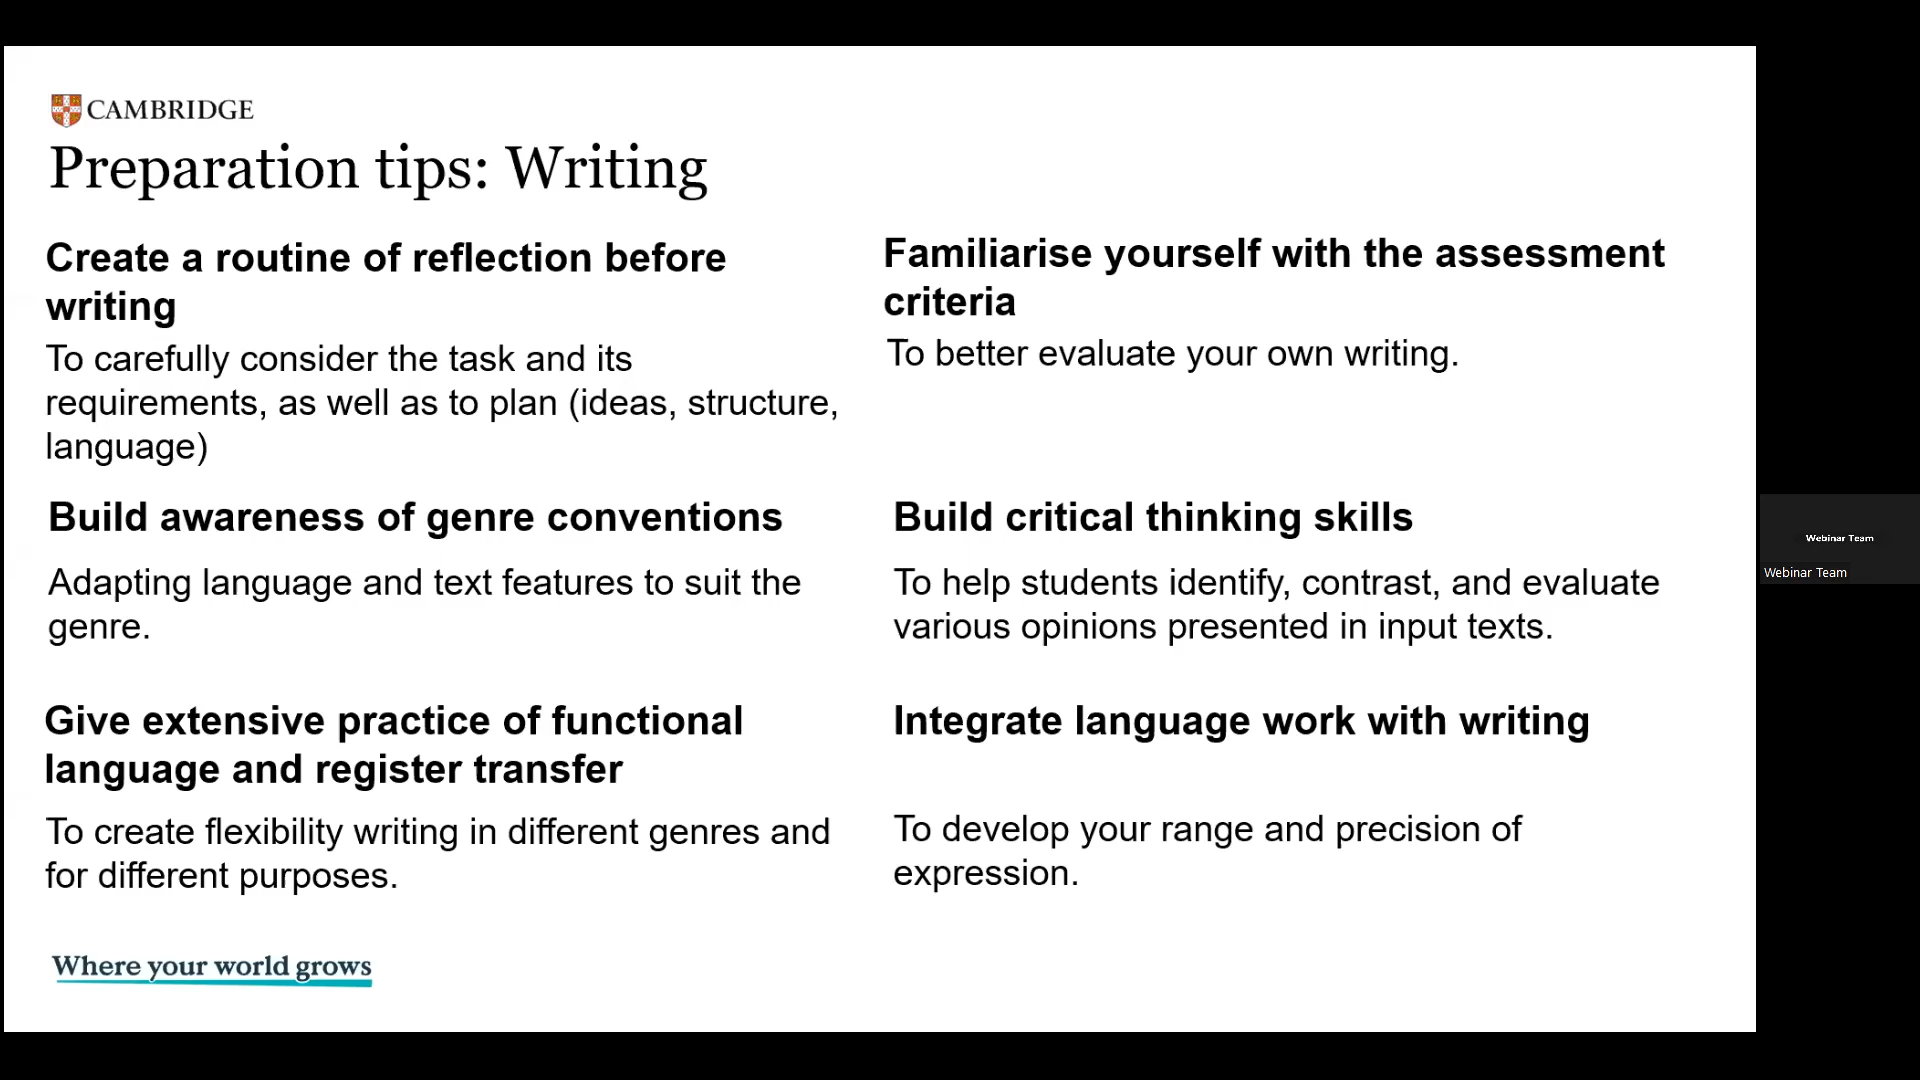 CAMBRIDGE
Preparation tips: Writing
Create a routine of reflection before
writing
To carefully consider the task and its
requirements, as well as to plan (ideas, structure,
language)
Familiarise yourself with the assessment
criteria
To better evaluate your own writing.
Build awareness of genre conventions
Adapting language and text features to suit the
genre.
Build critical thinking skills
To help students identify, contrast, and evaluate
various opinions presented in input texts.
Give extensive practice of functional
language and register transfer
To create flexibility writing in different genres and
for different purposes.
Integrate language work with writing
To develop your range and precision of
expression.
Where your world grows
Webinar Team
Webinar Team